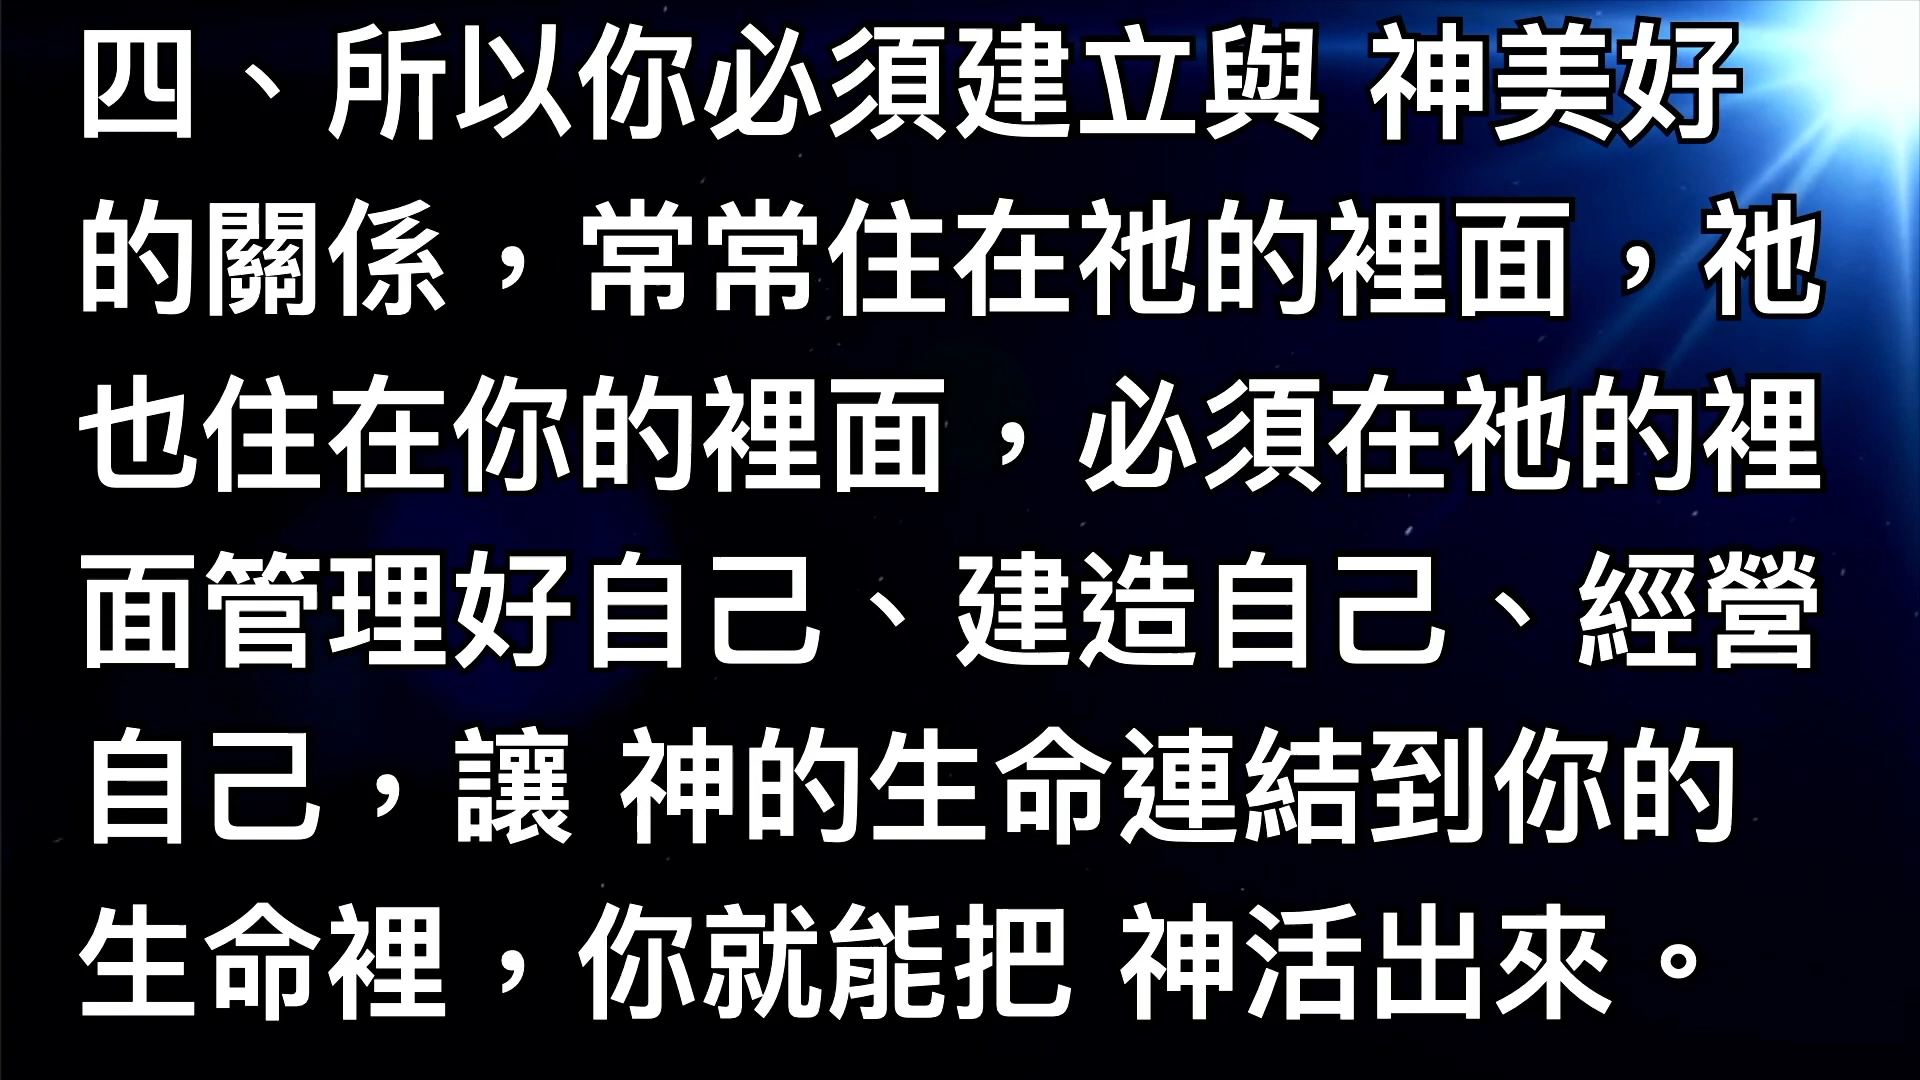 四、所以你必須建立與 神美好
的關係，常常住在祂的裡面，祂
也住在你的裡面，必須在祂的裡
面管理好自己、建造自己、經營
自己，讓 神的生命連結到你的
生命裡，你就能把 神活出來。